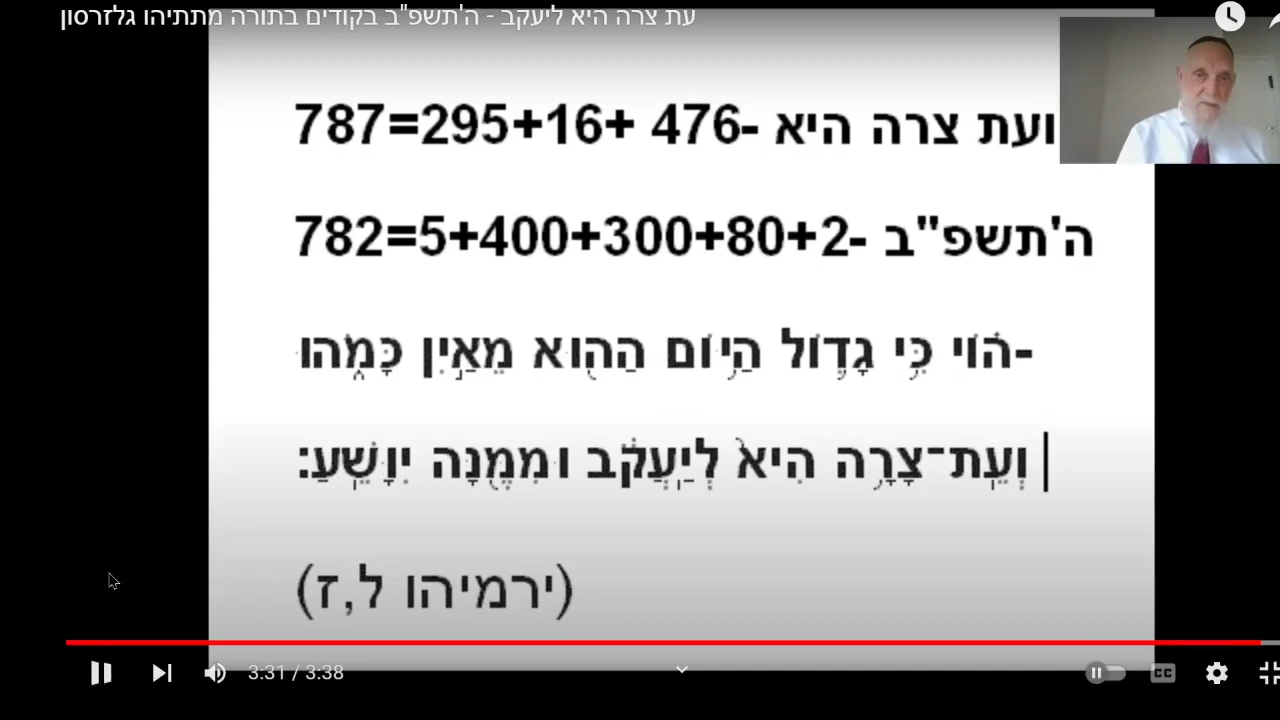 עת צרה היא ליעקב - ה'תשפ"ב בקודים בתורה מתתיהו גלזרסון
ועת צרה היא -476 +16+295=787
ה'תשפ"ב -2+80+300+400+5=782
-הוֹי כִּי גָדוֹל הַיּוֹם הַהוּא מֵאַיִן כָּמֹהוּ
וְעֵת־צָרָה הִיא לְיַעֲקֹב וּמִמֶּנָּה יִוָּשֵׁעַ:
(ירמיהו ל,ז)
3:31 / 3:38
CC